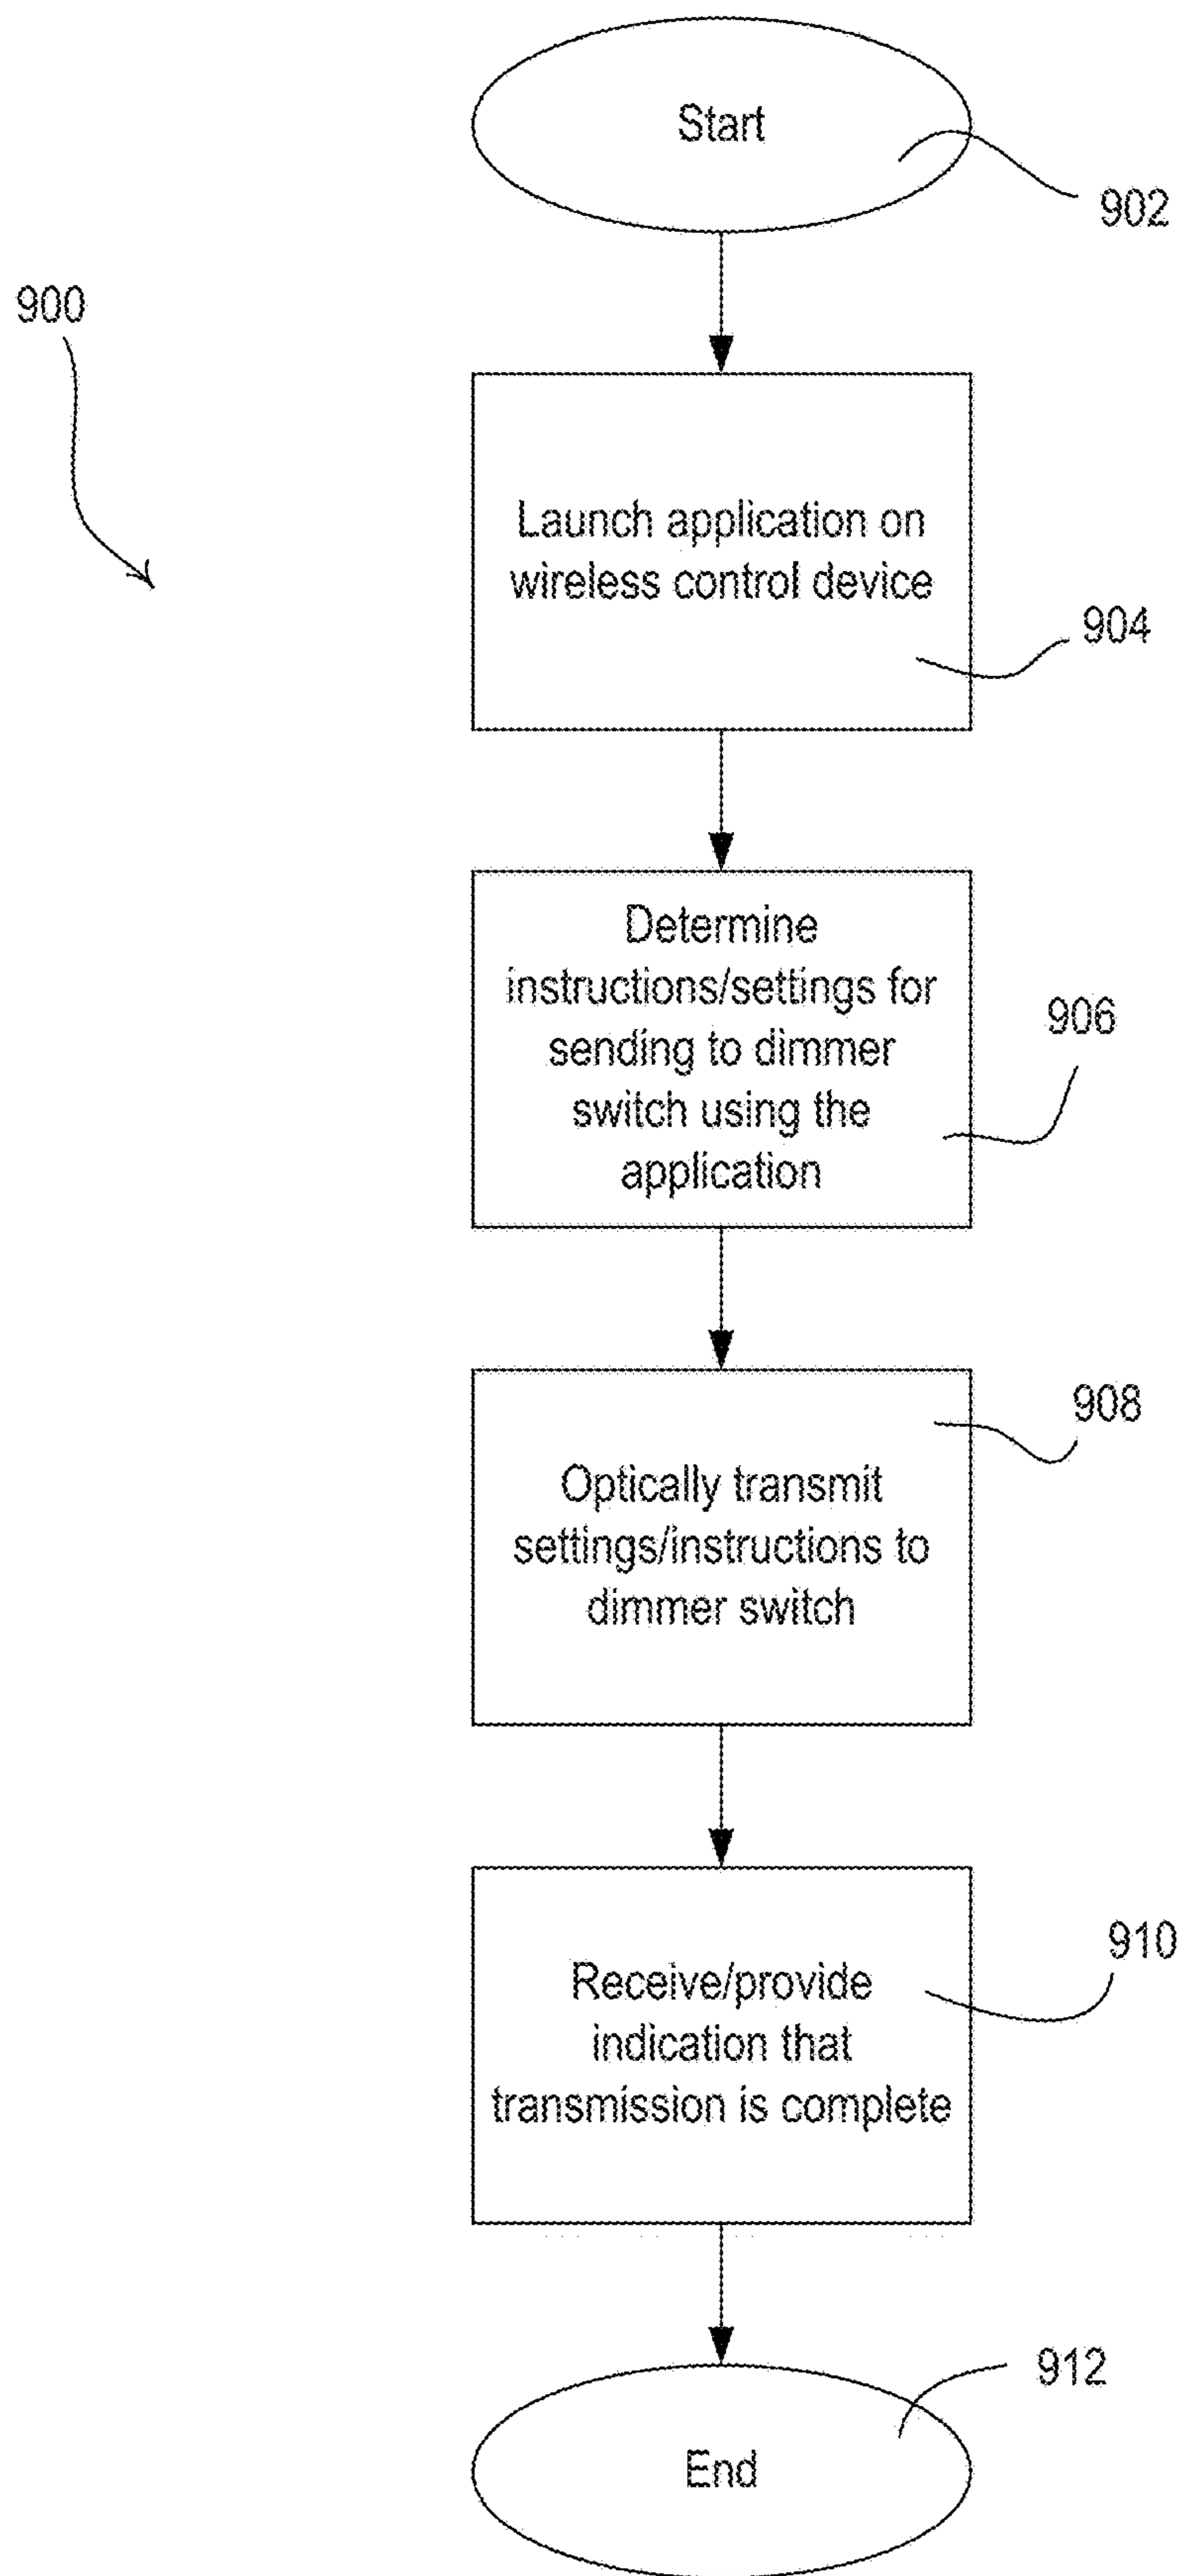 Start
902
900
Launch application on
wireless control device
904
Determine
instructions/settings for
sending to dimmer
switch using the
application
906
908
Optically transmit
settings/instructions to
dimmer switch
910
Receive/provide
indication that
transmission is complete
912
End